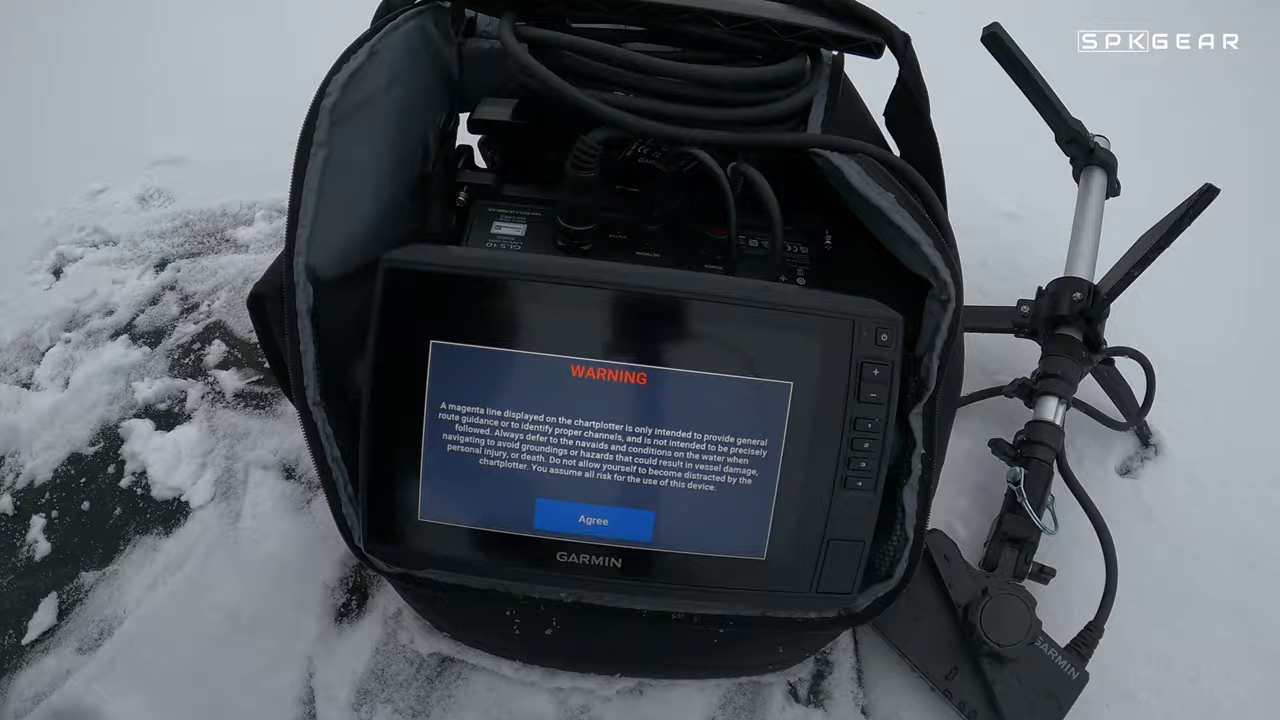 SPKGEAR
GLS10
WARNING
A magenta line displayed on the chartplotter is only intended to provide general
route guidance or to identify proper channels, and is not intended to be precisely
followed. Always defer to the navaids and conditions on the water when
navigating to avoid groundings or hazards that could result in vessel damage,
personal injury, or death. Do not allow yourself to become distracted by the
chartplotter. You assume all risk for the use of this device.
Agree
GARMIN
GARMIN